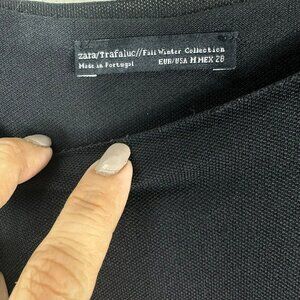 zara/Trafaluc//Fall Winter Collection
Made in Portugal EUR/USA M MEX 28